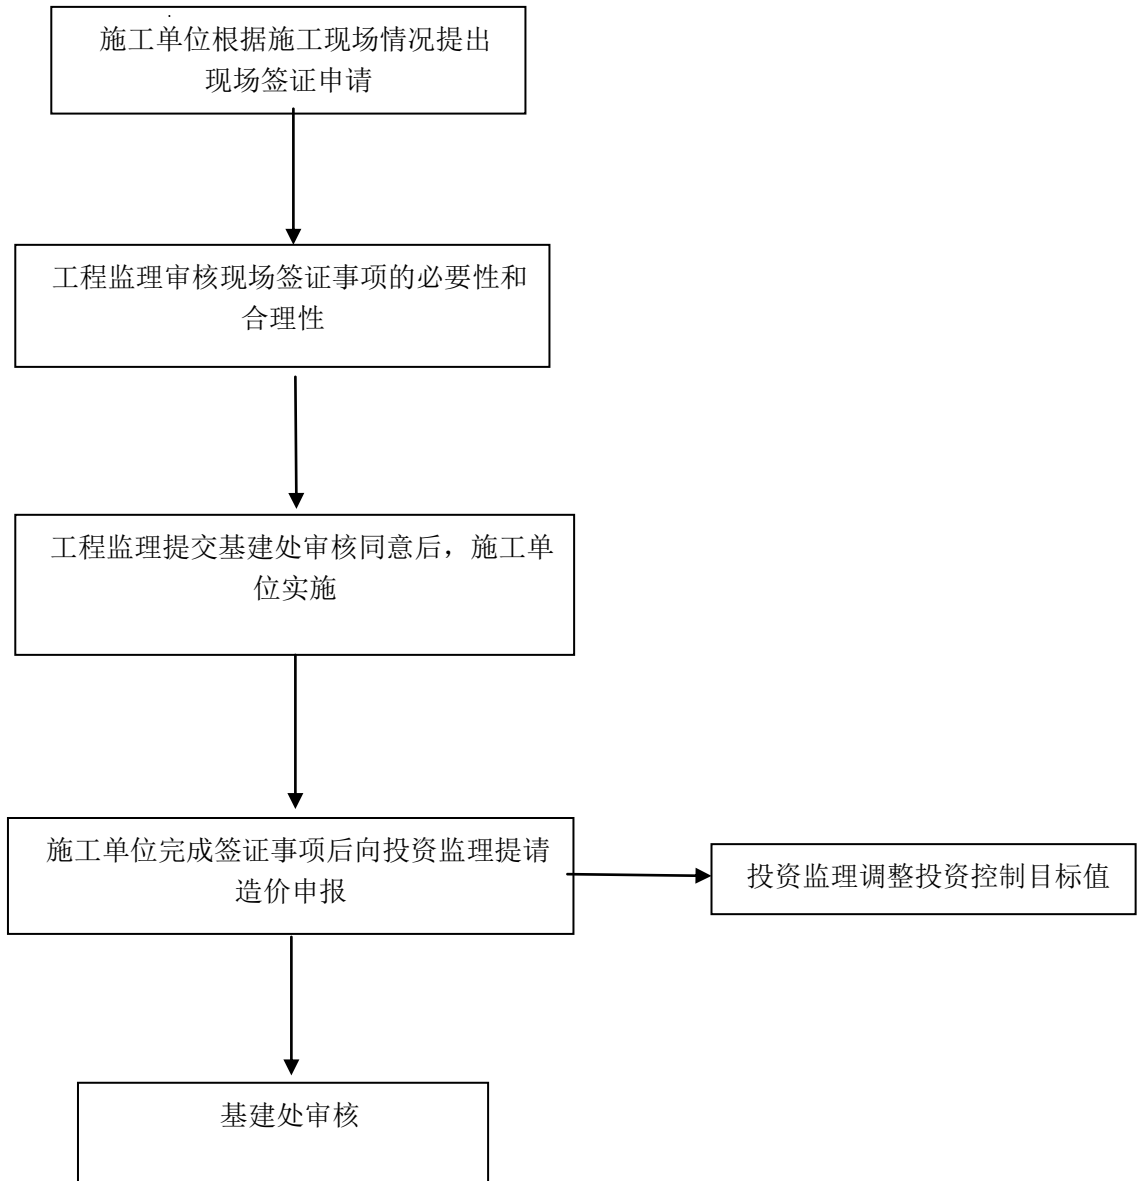 施工单位根据施工现场情况提出
现场签证申请
工程监理审核现场签证事项的必要性和
合理性
工程监理提交基建处审核同意后，施工单
位实施
施工单位完成签证事项后向投资监理提请
造价申报
投资监理调整投资控制目标值
基建处审核